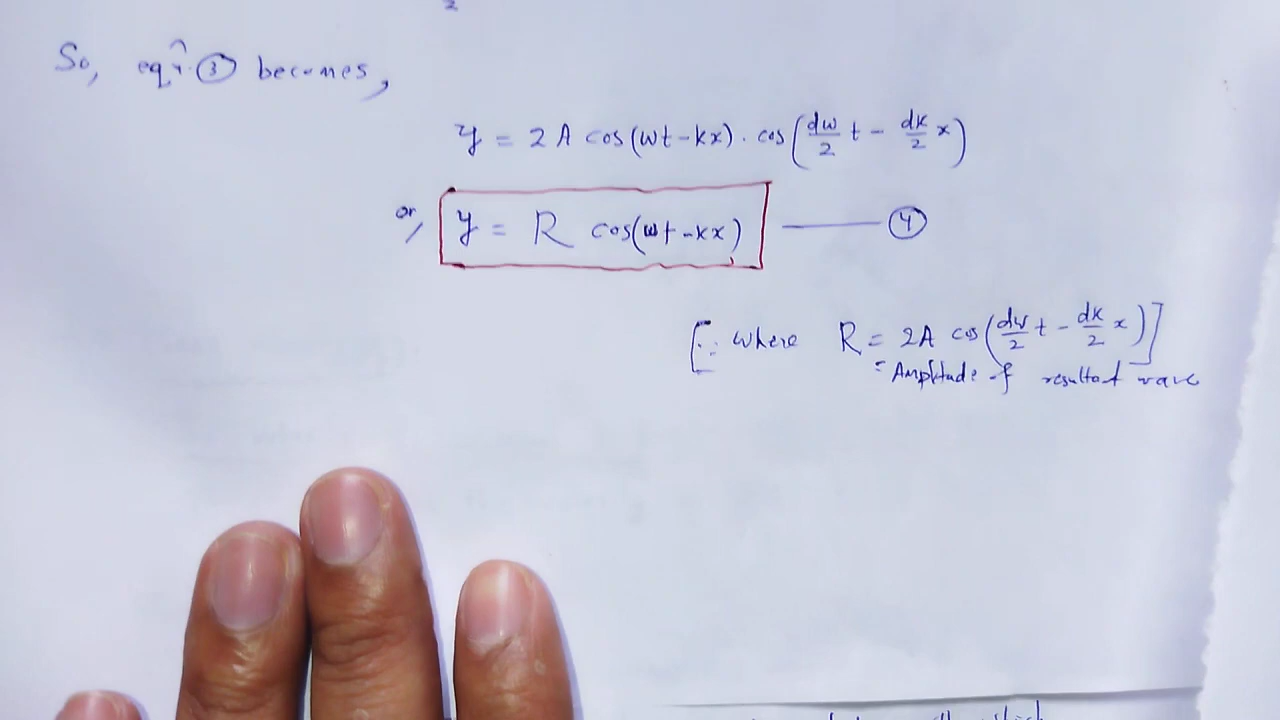 2
So, eqn. ③ becomes,
y = 2A cos(ωt-kx). cos(dω/2 t - dk/2 x)
or, y = R cos(ωt-kx) —— ④
[∵ where R = 2A cos(dω/2 t - dk/2 x)]
= Amplitude of resultant wave